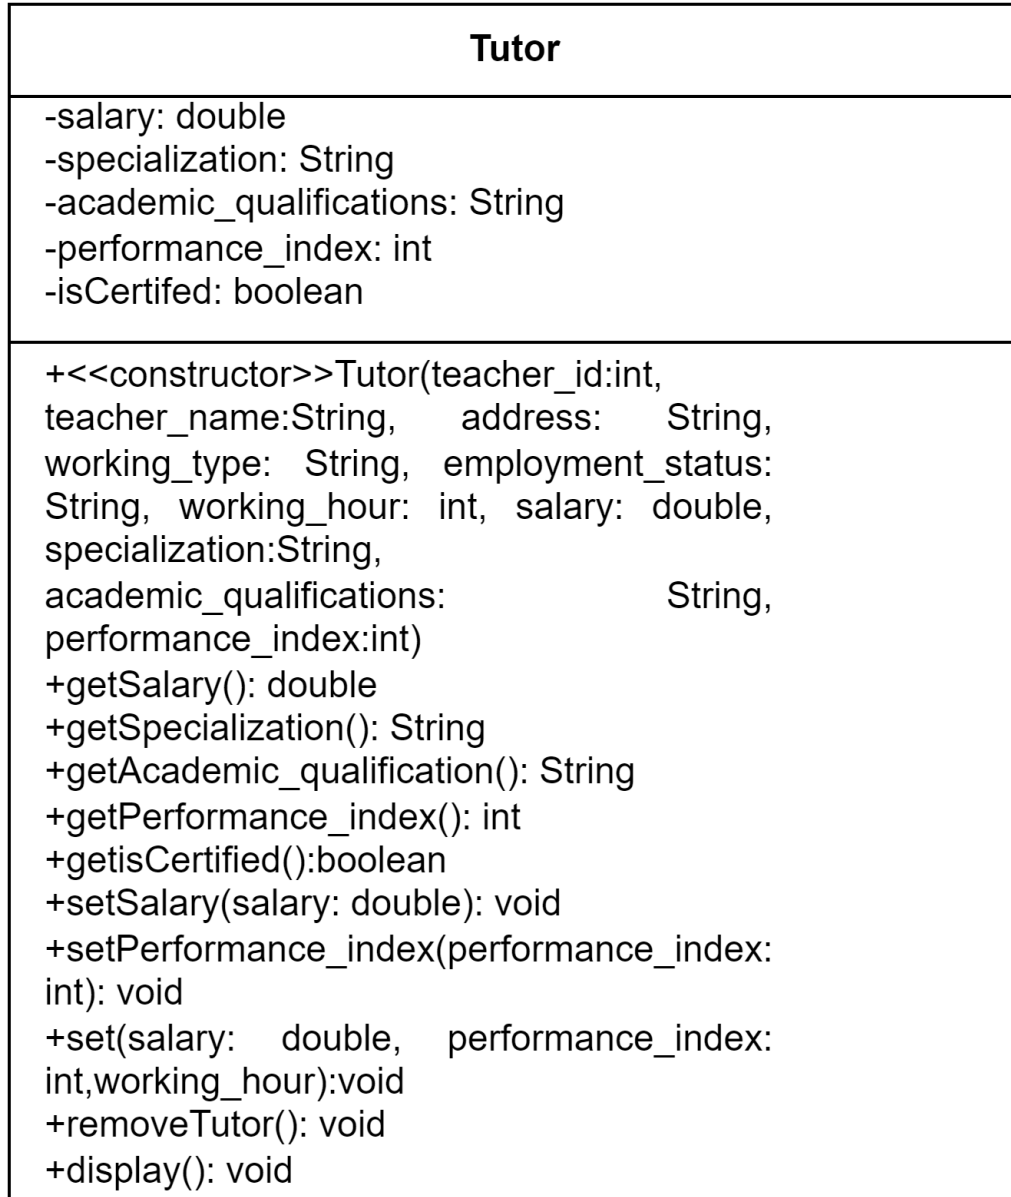 Tutor
-salary: double
-specialization: String
-academic_qualifications: String
-performance_index: int
-isCertifed: boolean
+<<constructor>>Tutor(teacher_id:int,
teacher_name:String, address: String,
working_type: String, employment_status:
String, working_hour: int, salary: double,
specialization:String,
academic_qualifications: String,
performance_index:int)
+getSalary(): double
+getSpecialization(): String
+getAcademic_qualification(): String
+getPerformance_index(): int
+getisCertified():boolean
+setSalary(salary: double): void
+setPerformance_index(performance_index:
int): void
+set(salary: double, performance_index:
int,working_hour):void
+removeTutor(): void
+display(): void